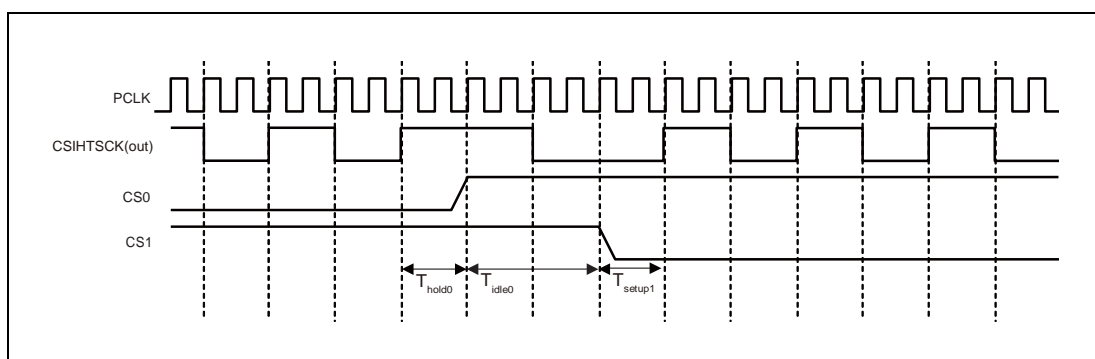 PCLK
CSIHTSCK(out)
CS0
CS1
Thold0
Tidle0
Tsetup1